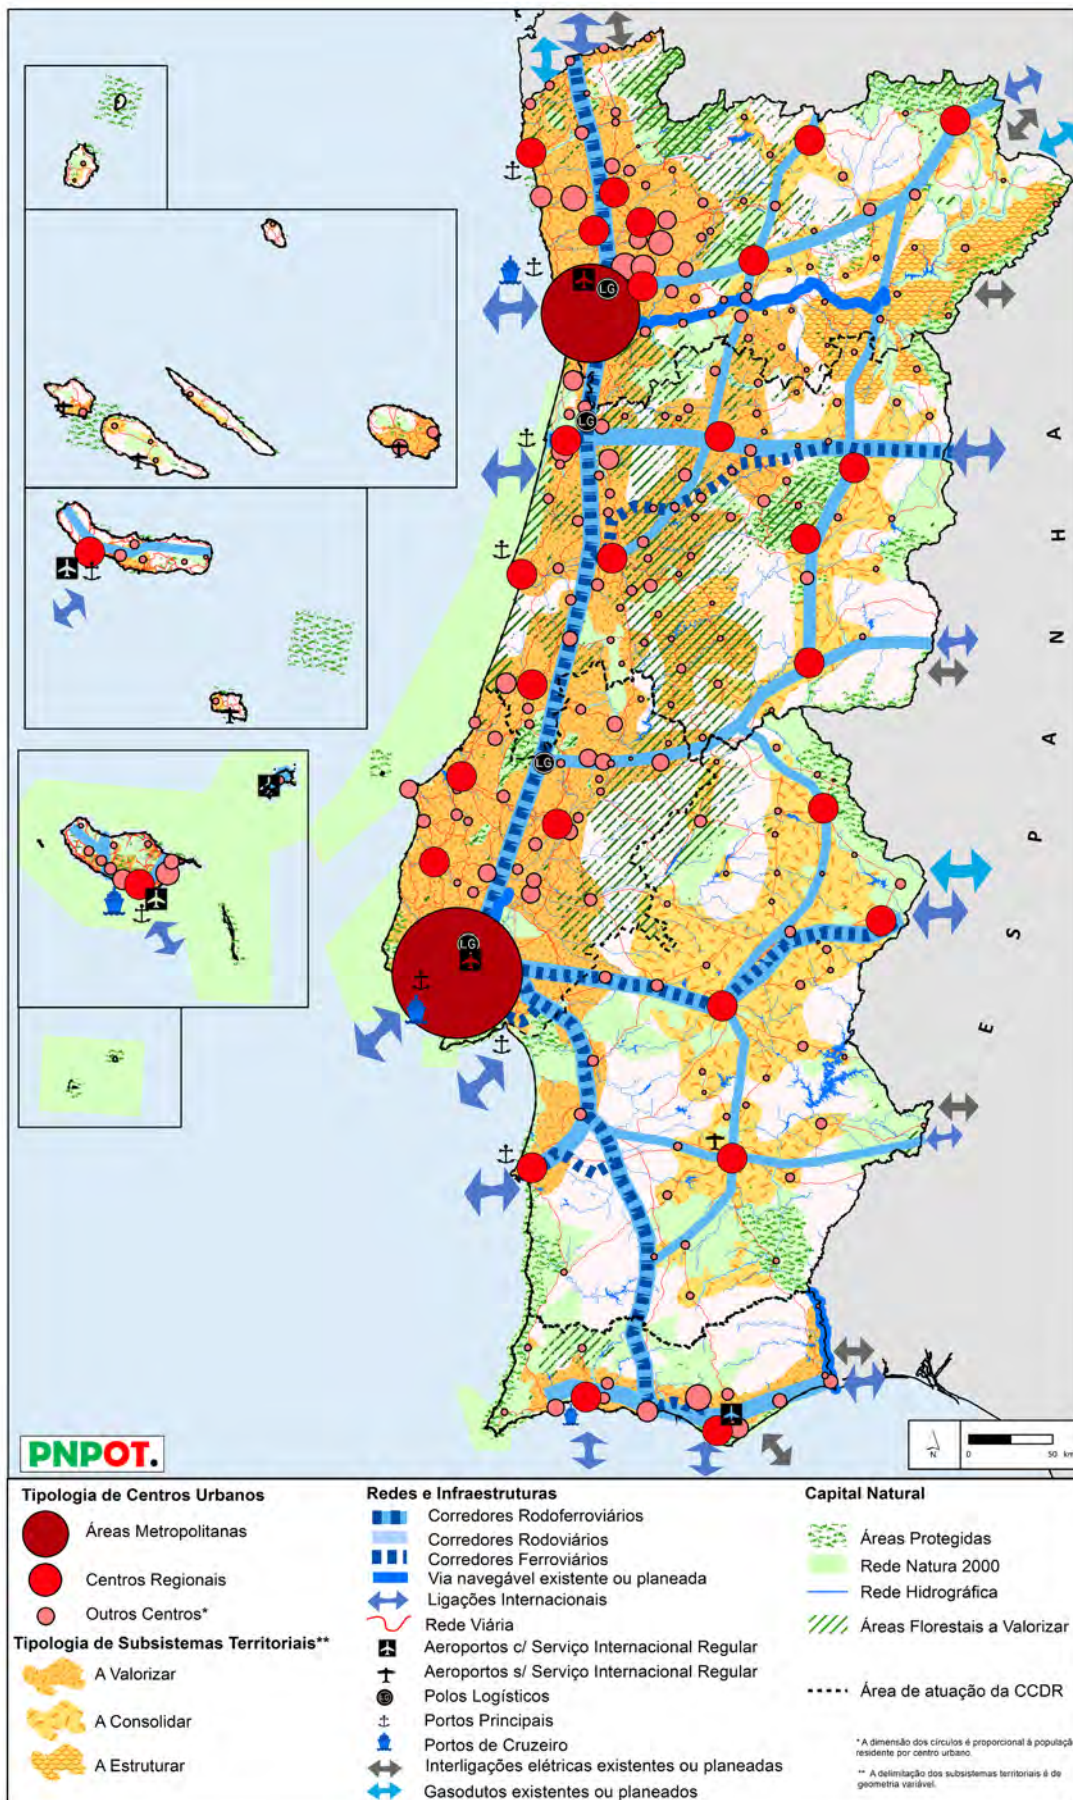 E S P A N H A
LG
LG
LG
LG
PNPOT.
N
0 50 km
Tipologia de Centros Urbanos
Áreas Metropolitanas
Centros Regionais
Outros Centros*
Tipologia de Subsistemas Territoriais**
A Valorizar
A Consolidar
A Estruturar
Redes e Infraestruturas
Corredores Rodoferroviários
Corredores Rodoviários
Corredores Ferroviários
Via navegável existente ou planeada
Ligações Internacionais
Rede Viária
Aeroportos c/ Serviço Internacional Regular
Aeroportos s/ Serviço Internacional Regular
LG Polos Logísticos
Portos Principais
Portos de Cruzeiro
Interligações elétricas existentes ou planeadas
Gasodutos existentes ou planeados
Capital Natural
Áreas Protegidas
Rede Natura 2000
Rede Hidrográfica
Áreas Florestais a Valorizar
Área de atuação da CCDR
* A dimensão dos círculos é proporcional à população
residente por centro urbano.
** A delimitação dos subsistemas territoriais é de
geometria variável.